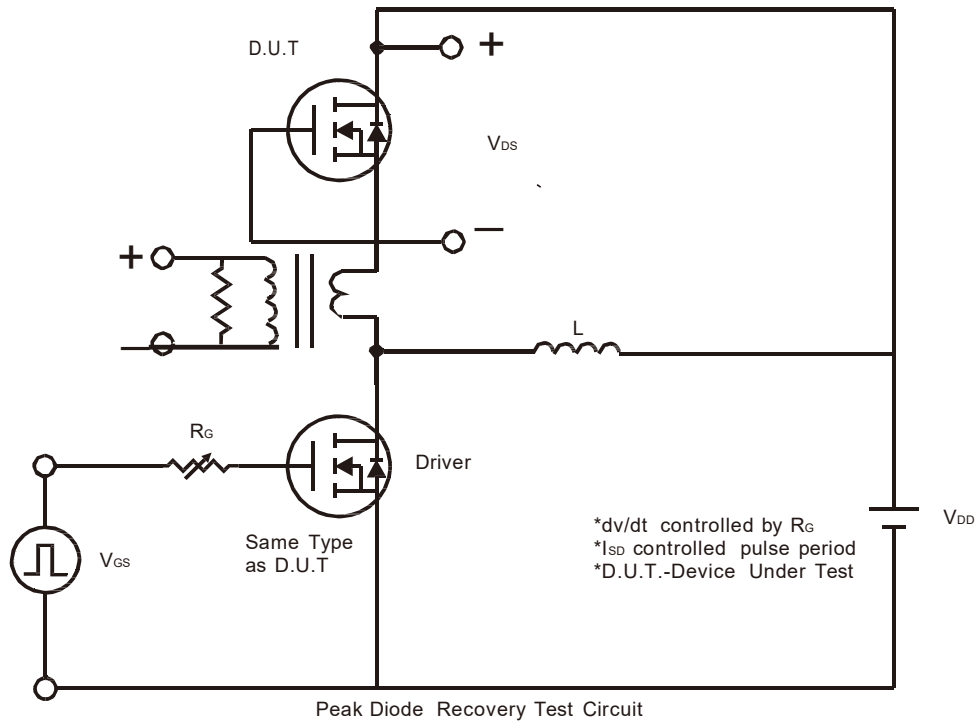 D.U.T
+
VDS
—
+
—
L
RG
Driver
Same Type
as D.U.T
VGS
*dv/dt controlled by RG
*ISD controlled pulse period
*D.U.T.-Device Under Test
VDD
Peak Diode Recovery Test Circuit